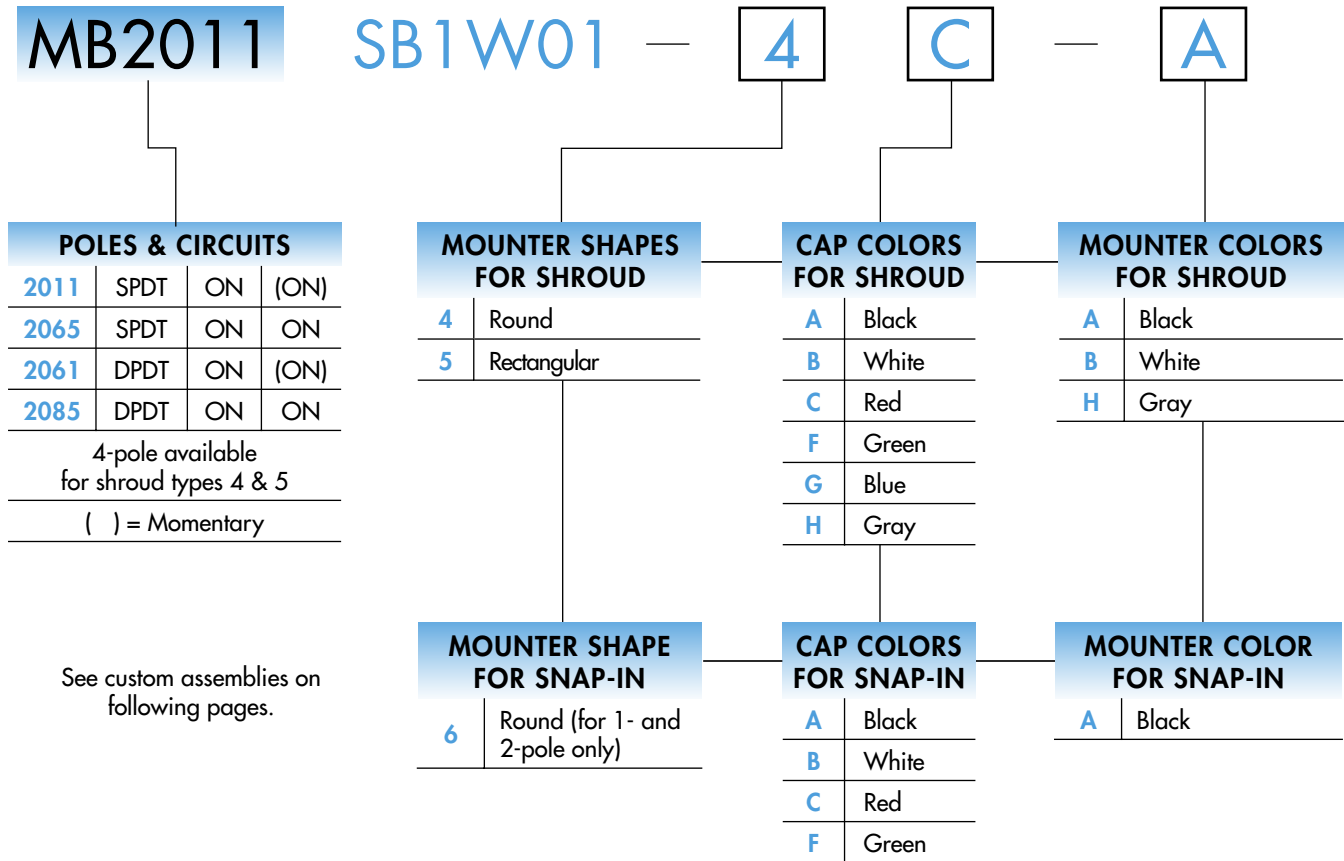 MB2011 SB1W01 — 4 C — A
POLES & CIRCUITS
2011 SPDT ON (ON)
2065 SPDT ON ON
2061 DPDT ON (ON)
2085 DPDT ON ON
4-pole available
for shroud types 4 & 5
( ) = Momentary
See custom assemblies on
following pages.
MOUNTER SHAPES
FOR SHROUD
4 Round
5 Rectangular
CAP COLORS
FOR SHROUD
A Black
B White
C Red
F Green
G Blue
H Gray
MOUNTER COLORS
FOR SHROUD
A Black
B White
H Gray
MOUNTER SHAPE
FOR SNAP-IN
6 Round (for 1- and
2-pole only)
CAP COLORS
FOR SNAP-IN
A Black
B White
C Red
F Green
MOUNTER COLOR
FOR SNAP-IN
A Black